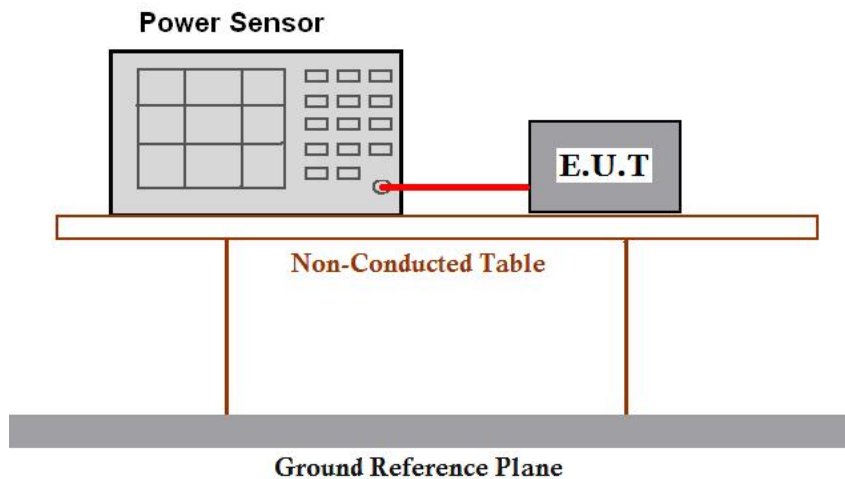 Power Sensor
E.U.T
Non-Conducted Table
Ground Reference Plane